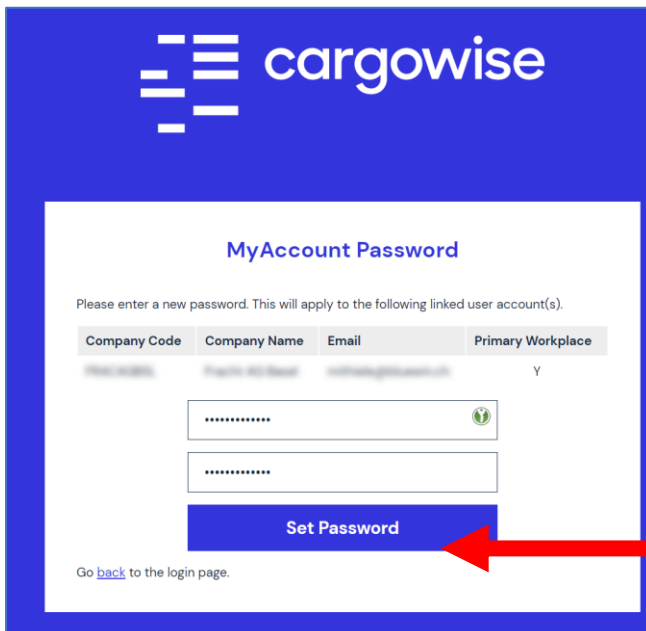 cargowise
MyAccount Password
Please enter a new password. This will apply to the following linked user account(s).
Company Code Company Name Email Primary Workplace
Y
•••••••••••••
•••••••••••••
Set Password
Go back to the login page.